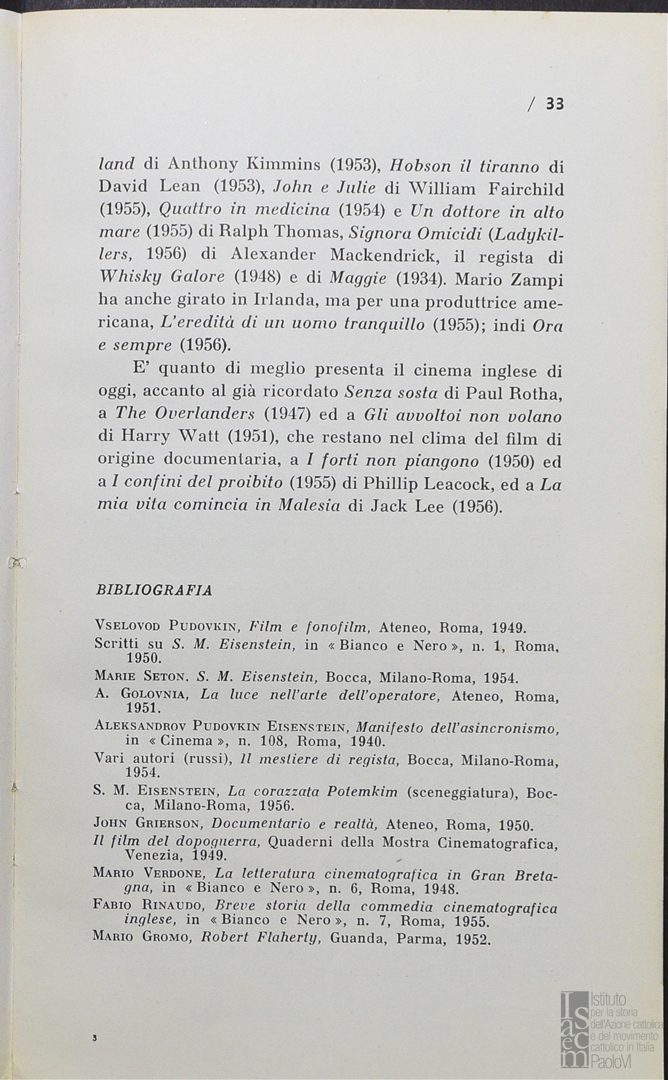 / 33
land di Anthony Kimmins (1953), Hobson il tiranno di
David Lean (1953), John e Julie di William Fairchild
(1955), Quattro in medicina (1954) e Un dottore in alto
mare (1955) di Ralph Thomas, Signora Omicidi (Ladykil-
lers, 1956) di Alexander Mackendrick, il regista di
Whisky Galore (1948) e di Maggie (1934). Mario Zampi
ha anche girato in Irlanda, ma per una produttrice ame-
ricana, L'eredità di un uomo tranquillo (1955); indi Ora
e sempre (1956).
E' quanto di meglio presenta il cinema inglese di
oggi, accanto al già ricordato Senza sosta di Paul Rotha,
a The Overlanders (1947) ed a Gli avvoltoi non volano
di Harry Watt (1951), che restano nel clima del film di
origine documentaria, a I forti non piangono (1950) ed
a I confini del proibito (1955) di Phillip Leacock, ed a La
mia vita comincia in Malesia di Jack Lee (1956).
BIBLIOGRAFIA
VSELOVOD PUDOVKIN, Film e fonofilm, Ateneo, Roma, 1949.
Scritti su S. M. Eisenstein, in « Bianco e Nero », n. 1, Roma,
1950.
MARIE SETON, S. M. Eisenstein, Bocca, Milano-Roma, 1954.
A. GOLOVNIA, La luce nell'arte dell'operatore, Ateneo, Roma,
1951.
ALEKSANDROV PUDOVKIN EISENSTEIN, Manifesto dell'asincronismo,
in « Cinema », n. 108, Roma, 1940.
Vari autori (russi), Il mestiere di regista, Bocca, Milano-Roma,
1954.
S. M. EISENSTEIN, La corazzata Potemkim (sceneggiatura), Boc-
ca, Milano-Roma, 1956.
JOHN GRIERSON, Documentario e realtà, Ateneo, Roma, 1950.
Il film del dopoguerra, Quaderni della Mostra Cinematografica,
Venezia, 1949.
MARIO VERDONE, La letteratura cinematografica in Gran Breta-
gna, in « Bianco e Nero », n. 6, Roma, 1948.
FABIO RINAUDO, Breve storia della commedia cinematografica
inglese, in « Bianco e Nero », n. 7, Roma, 1955.
MARIO GROMO, Robert Flaherty, Guanda, Parma, 1952.
3
Isacem
Istituto
per la storia
dell'Azione cattolica
e del movimento
cattolico in Italia
PaoloVI